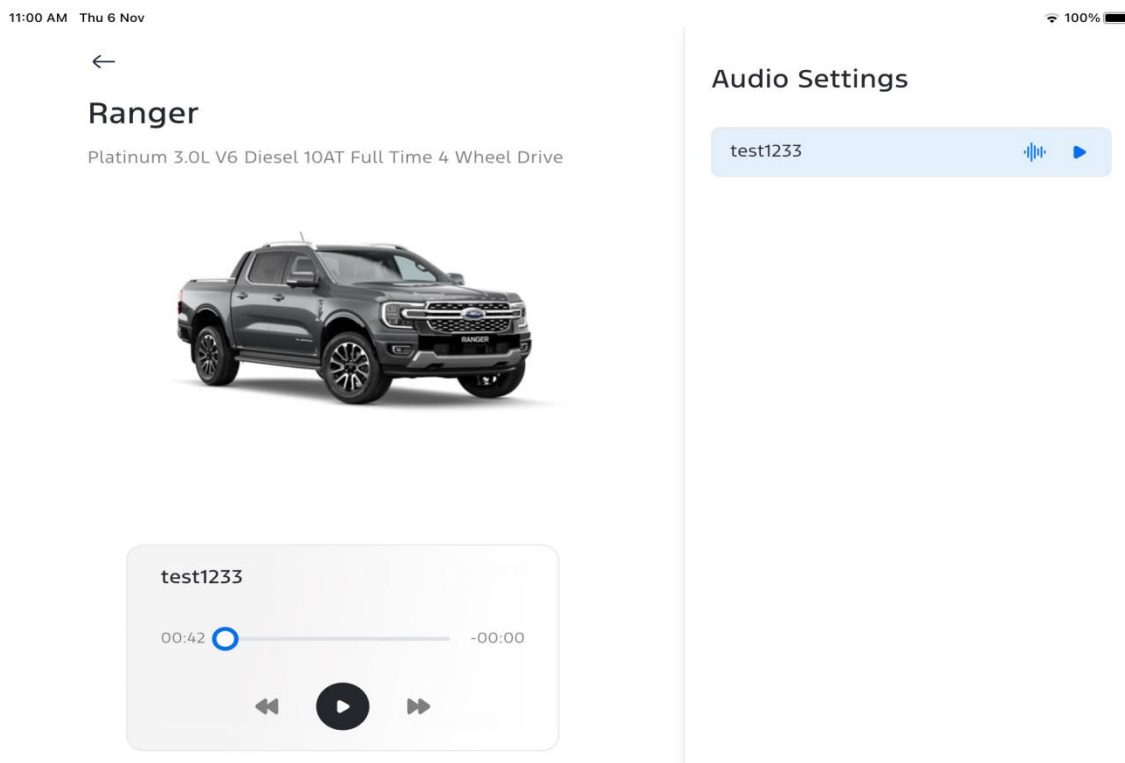 11:00 AM Thu 6 Nov
100%
Ranger
Platinum 3.0L V6 Diesel 10AT Full Time 4 Wheel Drive
RANGER
test1233
00:42
-00:00
Audio Settings
test1233